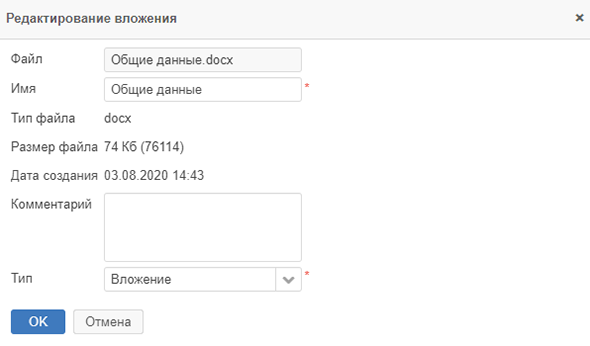 Редактирование вложения ×
Файл Общие данные.docx
Имя Общие данные *
Тип файла docx
Размер файла 74 Кб (76114)
Дата создания 03.08.2020 14:43
Комментарий
Тип Вложение *
OK Отмена